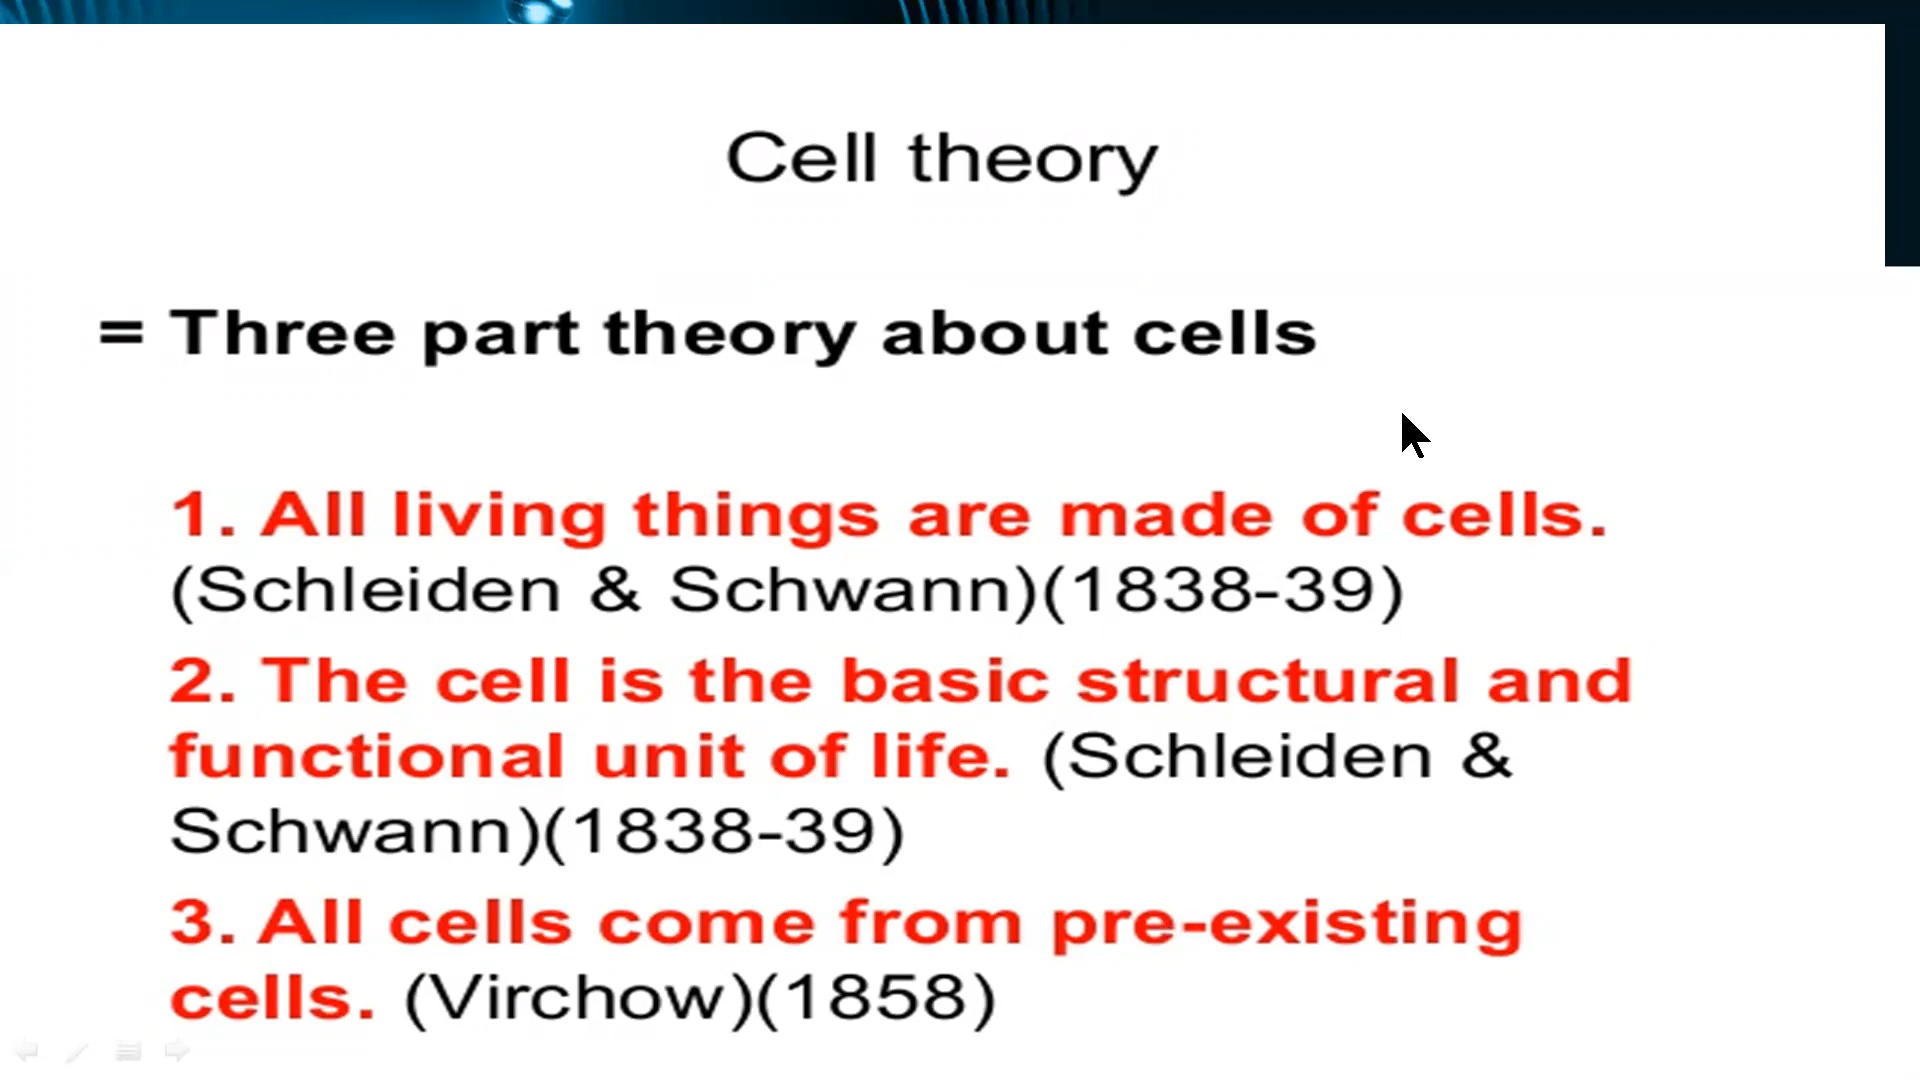 Cell theory
= Three part theory about cells
1. All living things are made of cells.
(Schleiden & Schwann)(1838-39)
2. The cell is the basic structural and
functional unit of life. (Schleiden &
Schwann)(1838-39)
3. All cells come from pre-existing
cells. (Virchow)(1858)